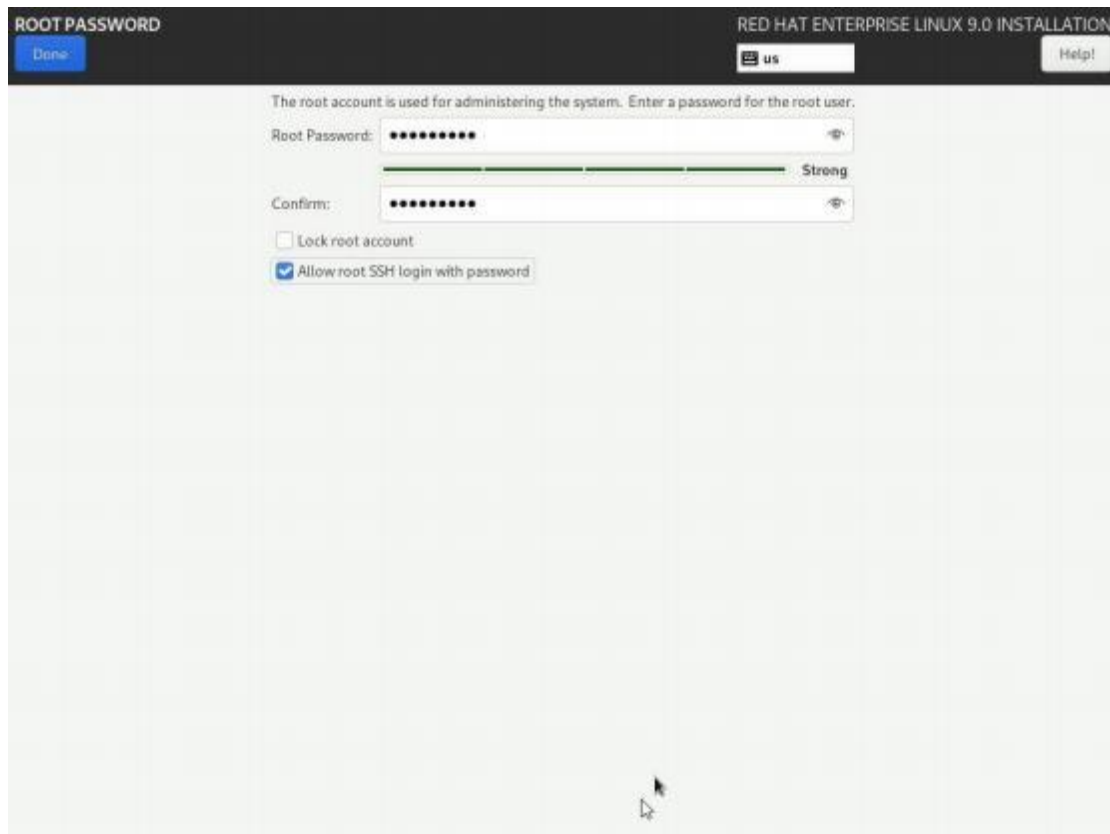 ROOT PASSWORD
RED HAT ENTERPRISE LINUX 9.0 INSTALLATION
Done
us
Help!
The root account is used for administering the system. Enter a password for the root user.
Root Password: ●●●●●●●●●
Strong
Confirm: ●●●●●●●●●
Lock root account
Allow root SSH login with password